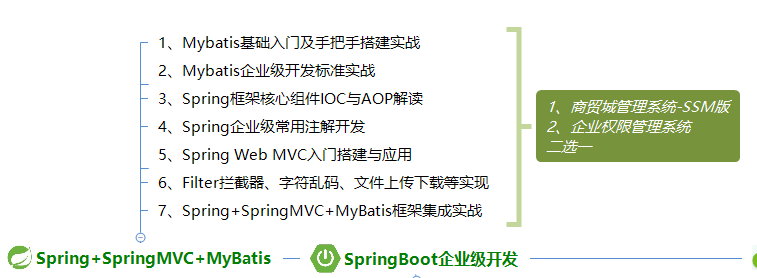 1、Mybatis基础入门及手把手搭建实战
2、Mybatis企业级开发标准实战
3、Spring框架核心组件IOC与AOP解读
4、Spring企业级常用注解开发
5、Spring Web MVC入门搭建与应用
6、Filter拦截器、字符乱码、文件上传下载等实现
7、Spring+SpringMVC+MyBatis框架集成实战
1、商贸城管理系统-SSM版
2、企业权限管理系统
二选一
Spring+SpringMVC+MyBatis
SpringBoot企业级开发